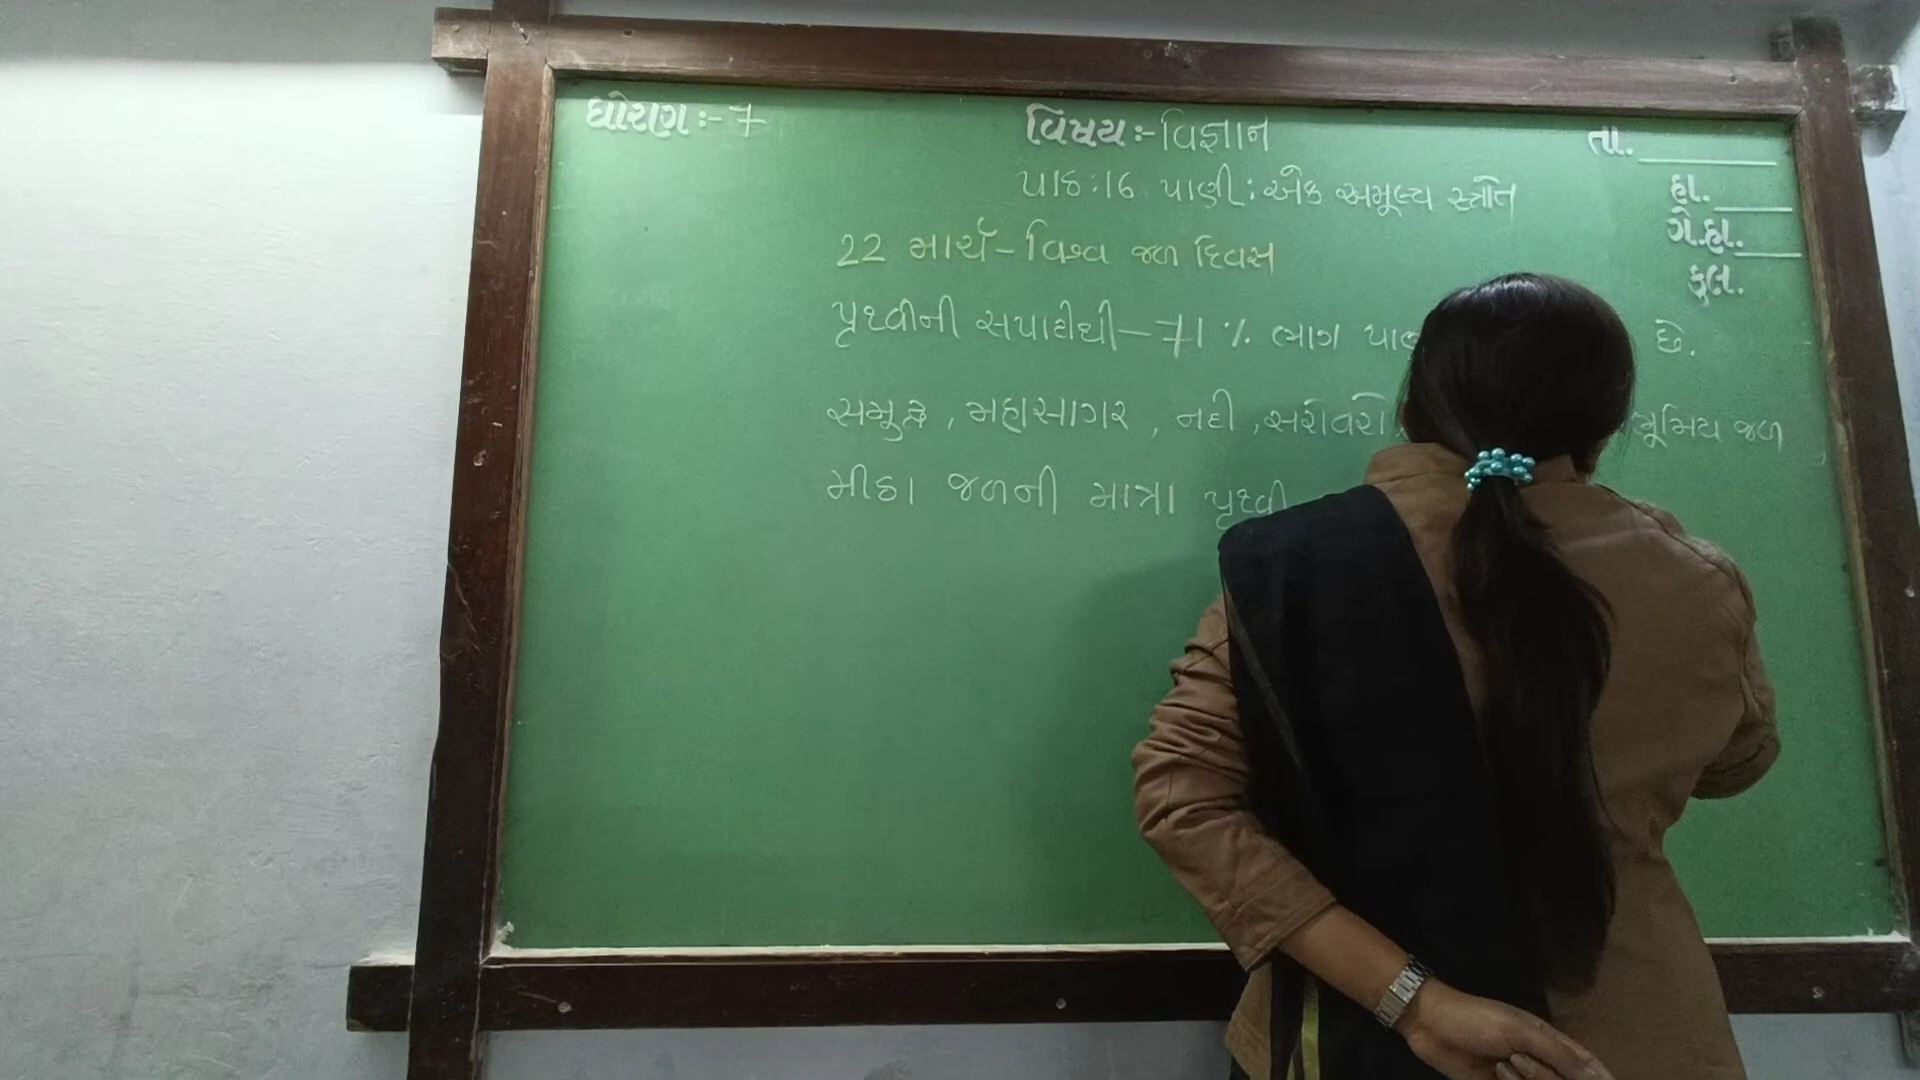 ધોરણ :- 7
વિષય :- વિજ્ઞાન
તા.
પાઠ : 16 પાણી : એક અમૂલ્ય સ્ત્રોત
હા.
ગે.હા.
કુલ.
22 માર્ચ - વિશ્વ જળ દિવસ
પૃથ્વીની સપાટીથી - 71 % ભાગ છે.
સમુદ્ર , મહાસાગર , નદી , સરોવરો ભૂમિય જળ
મીઠા જળની માત્રા પૃથ્વી